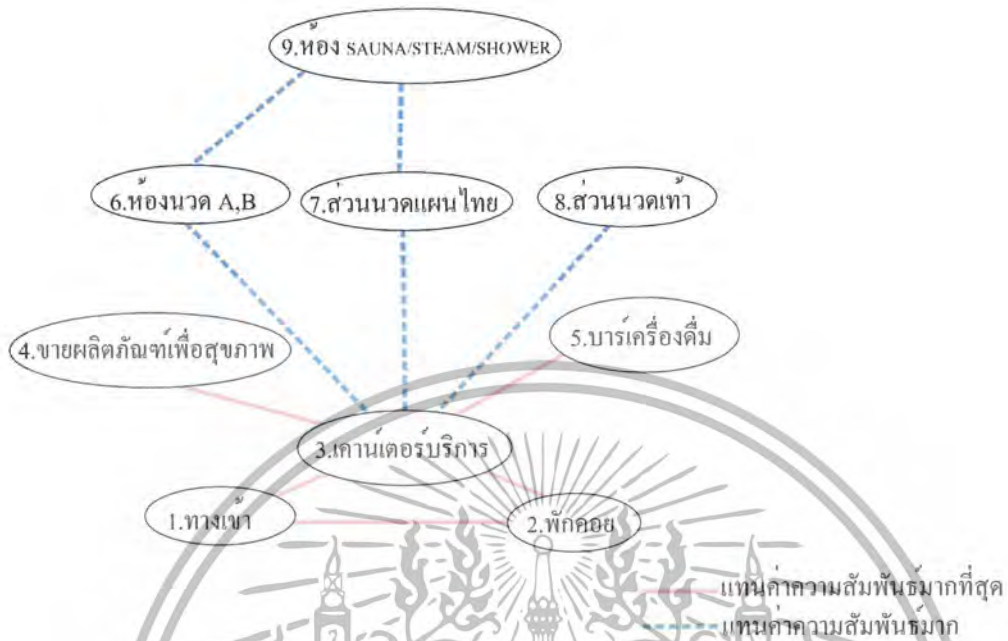 9.ห้อง SAUNA/STEAM/SHOWER
6.ห้องนวด A,B
7.ส่วนนวดแผนไทย
8.ส่วนนวดเท้า
4.ขายผลิตภัณฑ์เพื่อสุขภาพ
5.บาร์เครื่องดื่ม
3.เคาน์เตอร์บริการ
1.ทางเข้า
2.พักคอย
แทนค่าความสัมพันธ์มากที่สุด
แทนค่าความสัมพันธ์มาก